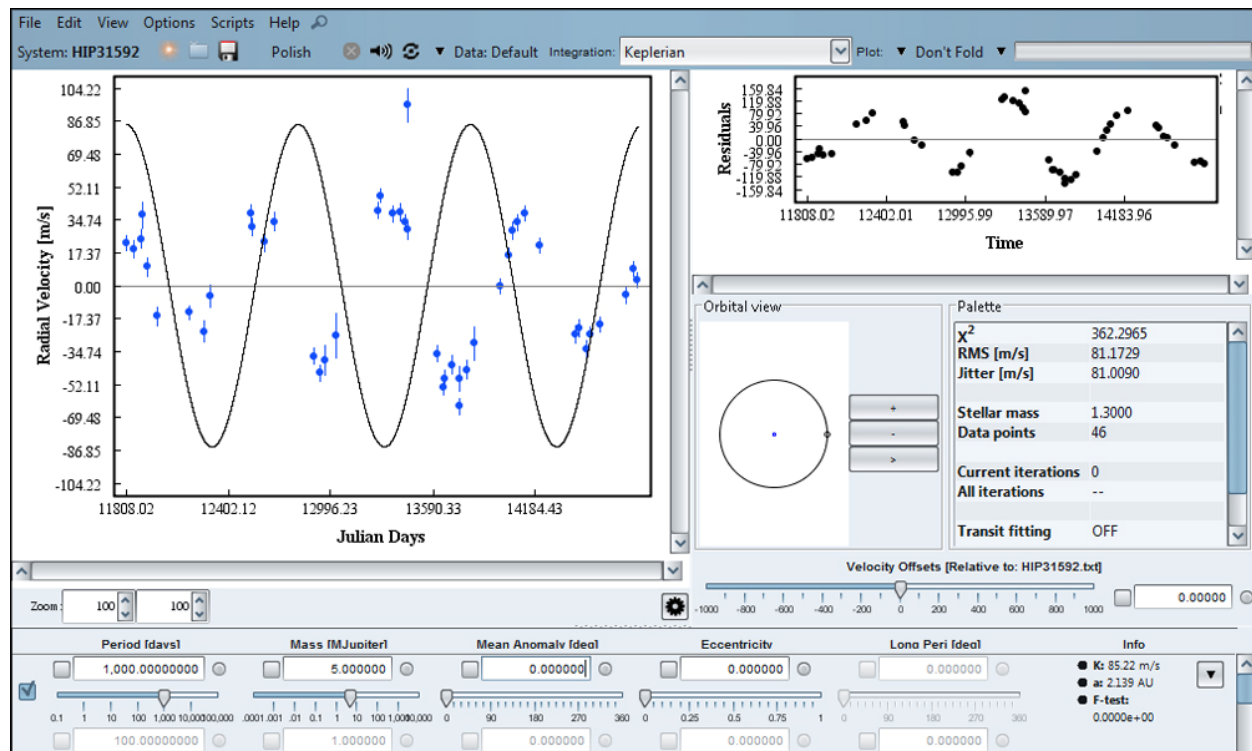 File Edit View Options Scripts Help
System: HIP31592 Polish Data: Default Integration: Keplerian Plot: Don't Fold
104.22
86.85
69.48
52.11
34.74
17.37
0.00
-17.37
-34.74
-52.11
-69.48
-86.85
-104.22
Radial Velocity [m/s]
11808.02 12402.12 12996.23 13590.33 14184.43
Julian Days
159.84
119.88
79.92
39.96
0.00
-39.96
-79.92
-119.88
-159.84
Residuals
11808.02 12402.01 12995.99 13589.97 14183.96
Time
Orbital view
+
-
>
Palette
X2 362.2965
RMS [m/s] 81.1729
Jitter [m/s] 81.0090
Stellar mass 1.3000
Data points 46
Current iterations 0
All iterations --
Transit fitting OFF
Velocity Offsets [Relative to: HIP31592.txt]
-1000 -800 -600 -400 -200 0 200 400 600 800 1000
0.00000
Zoom: 100 100
Period [days] Mass [MJupiter] Mean Anomaly [deg] Eccentricity Long Peri [deg] Info
1,000.00000000 5.000000 0.000000 0.000000 0.000000
K: 85.22 m/s
a: 2.139 AU
F-test:
0.0000e+00
0.1 1 10 100 1,000 10,000 100,000
.0001 .001 .01 0.1 1 10 100 1,000
0 90 180 270 360
0 0.25 0.5 0.75 1
0 90 180 270 360
100.00000000 1.000000 0.000000 0.000000 0.000000